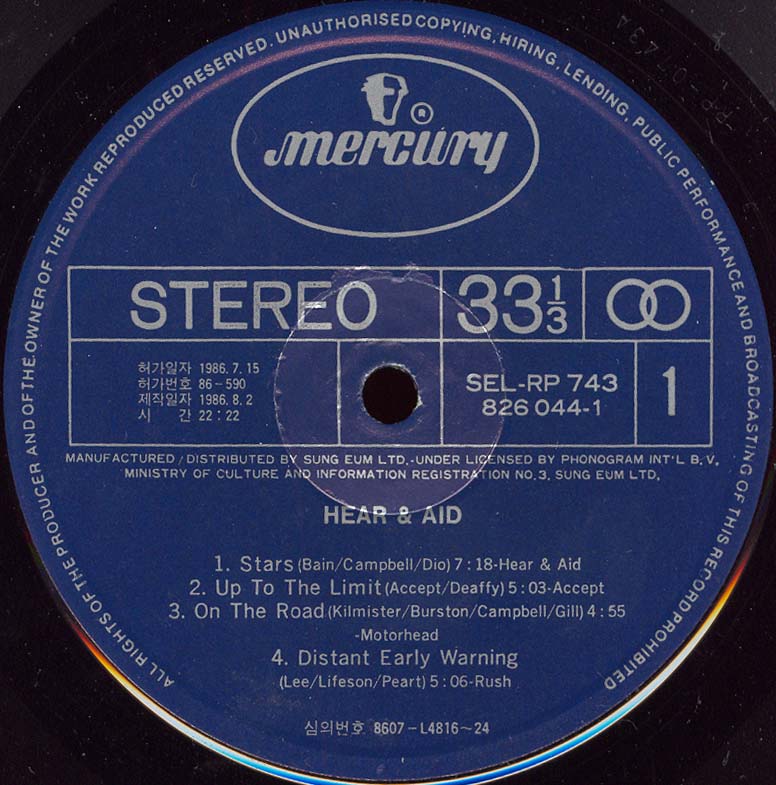 ALL RIGHTS OF THE PRODUCER AND OF THE OWNER OF THE WORK REPRODUCED RESERVED. UNAUTHORISED COPYING, HIRING, LENDING, PUBLIC PERFORMANCE AND BROADCASTING OF THIS RECORD PROHIBITED
®
mercury
STEREO 33 1/3
허가일자 1986.7.15
허가번호 86-590
제작일자 1986.8.2
시 간 22:22
SEL-RP 743
826 044-1
1
MANUFACTURED / DISTRIBUTED BY SUNG EUM LTD.-UNDER LICENSED BY PHONOGRAM INT'L B.V.
MINISTRY OF CULTURE AND INFORMATION REGISTRATION NO.3, SUNG EUM LTD.
HEAR & AID
1. Stars (Bain/Campbell/Dio) 7:18-Hear & Aid
2. Up To The Limit (Accept/Deaffy) 5:03-Accept
3. On The Road (Kilmister/Burston/Campbell/Gill) 4:55
-Motorhead
4. Distant Early Warning
(Lee/Lifeson/Peart) 5:06-Rush
심의번호 8607-L4816~24